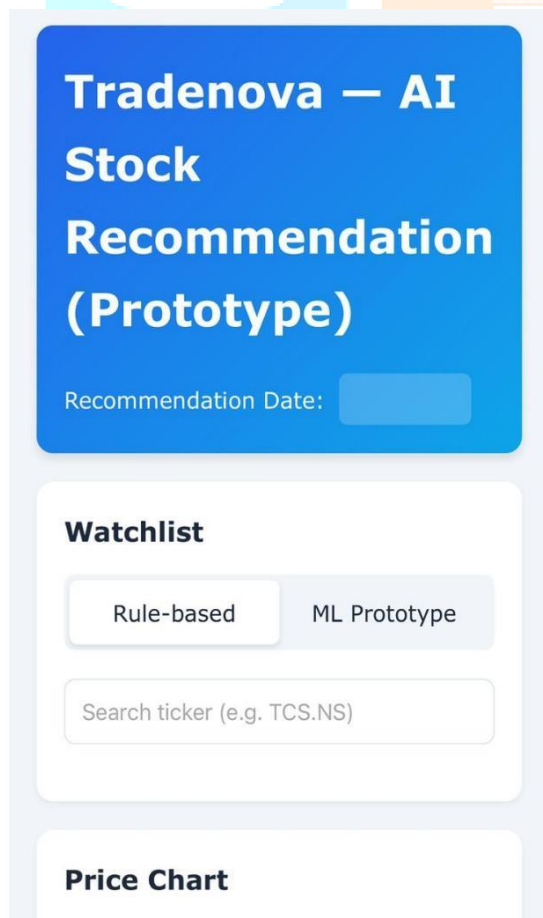 Tradenova — AI
Stock
Recommendation
(Prototype)
Recommendation Date:
Watchlist
Rule-based ML Prototype
Search ticker (e.g. TCS.NS)
Price Chart